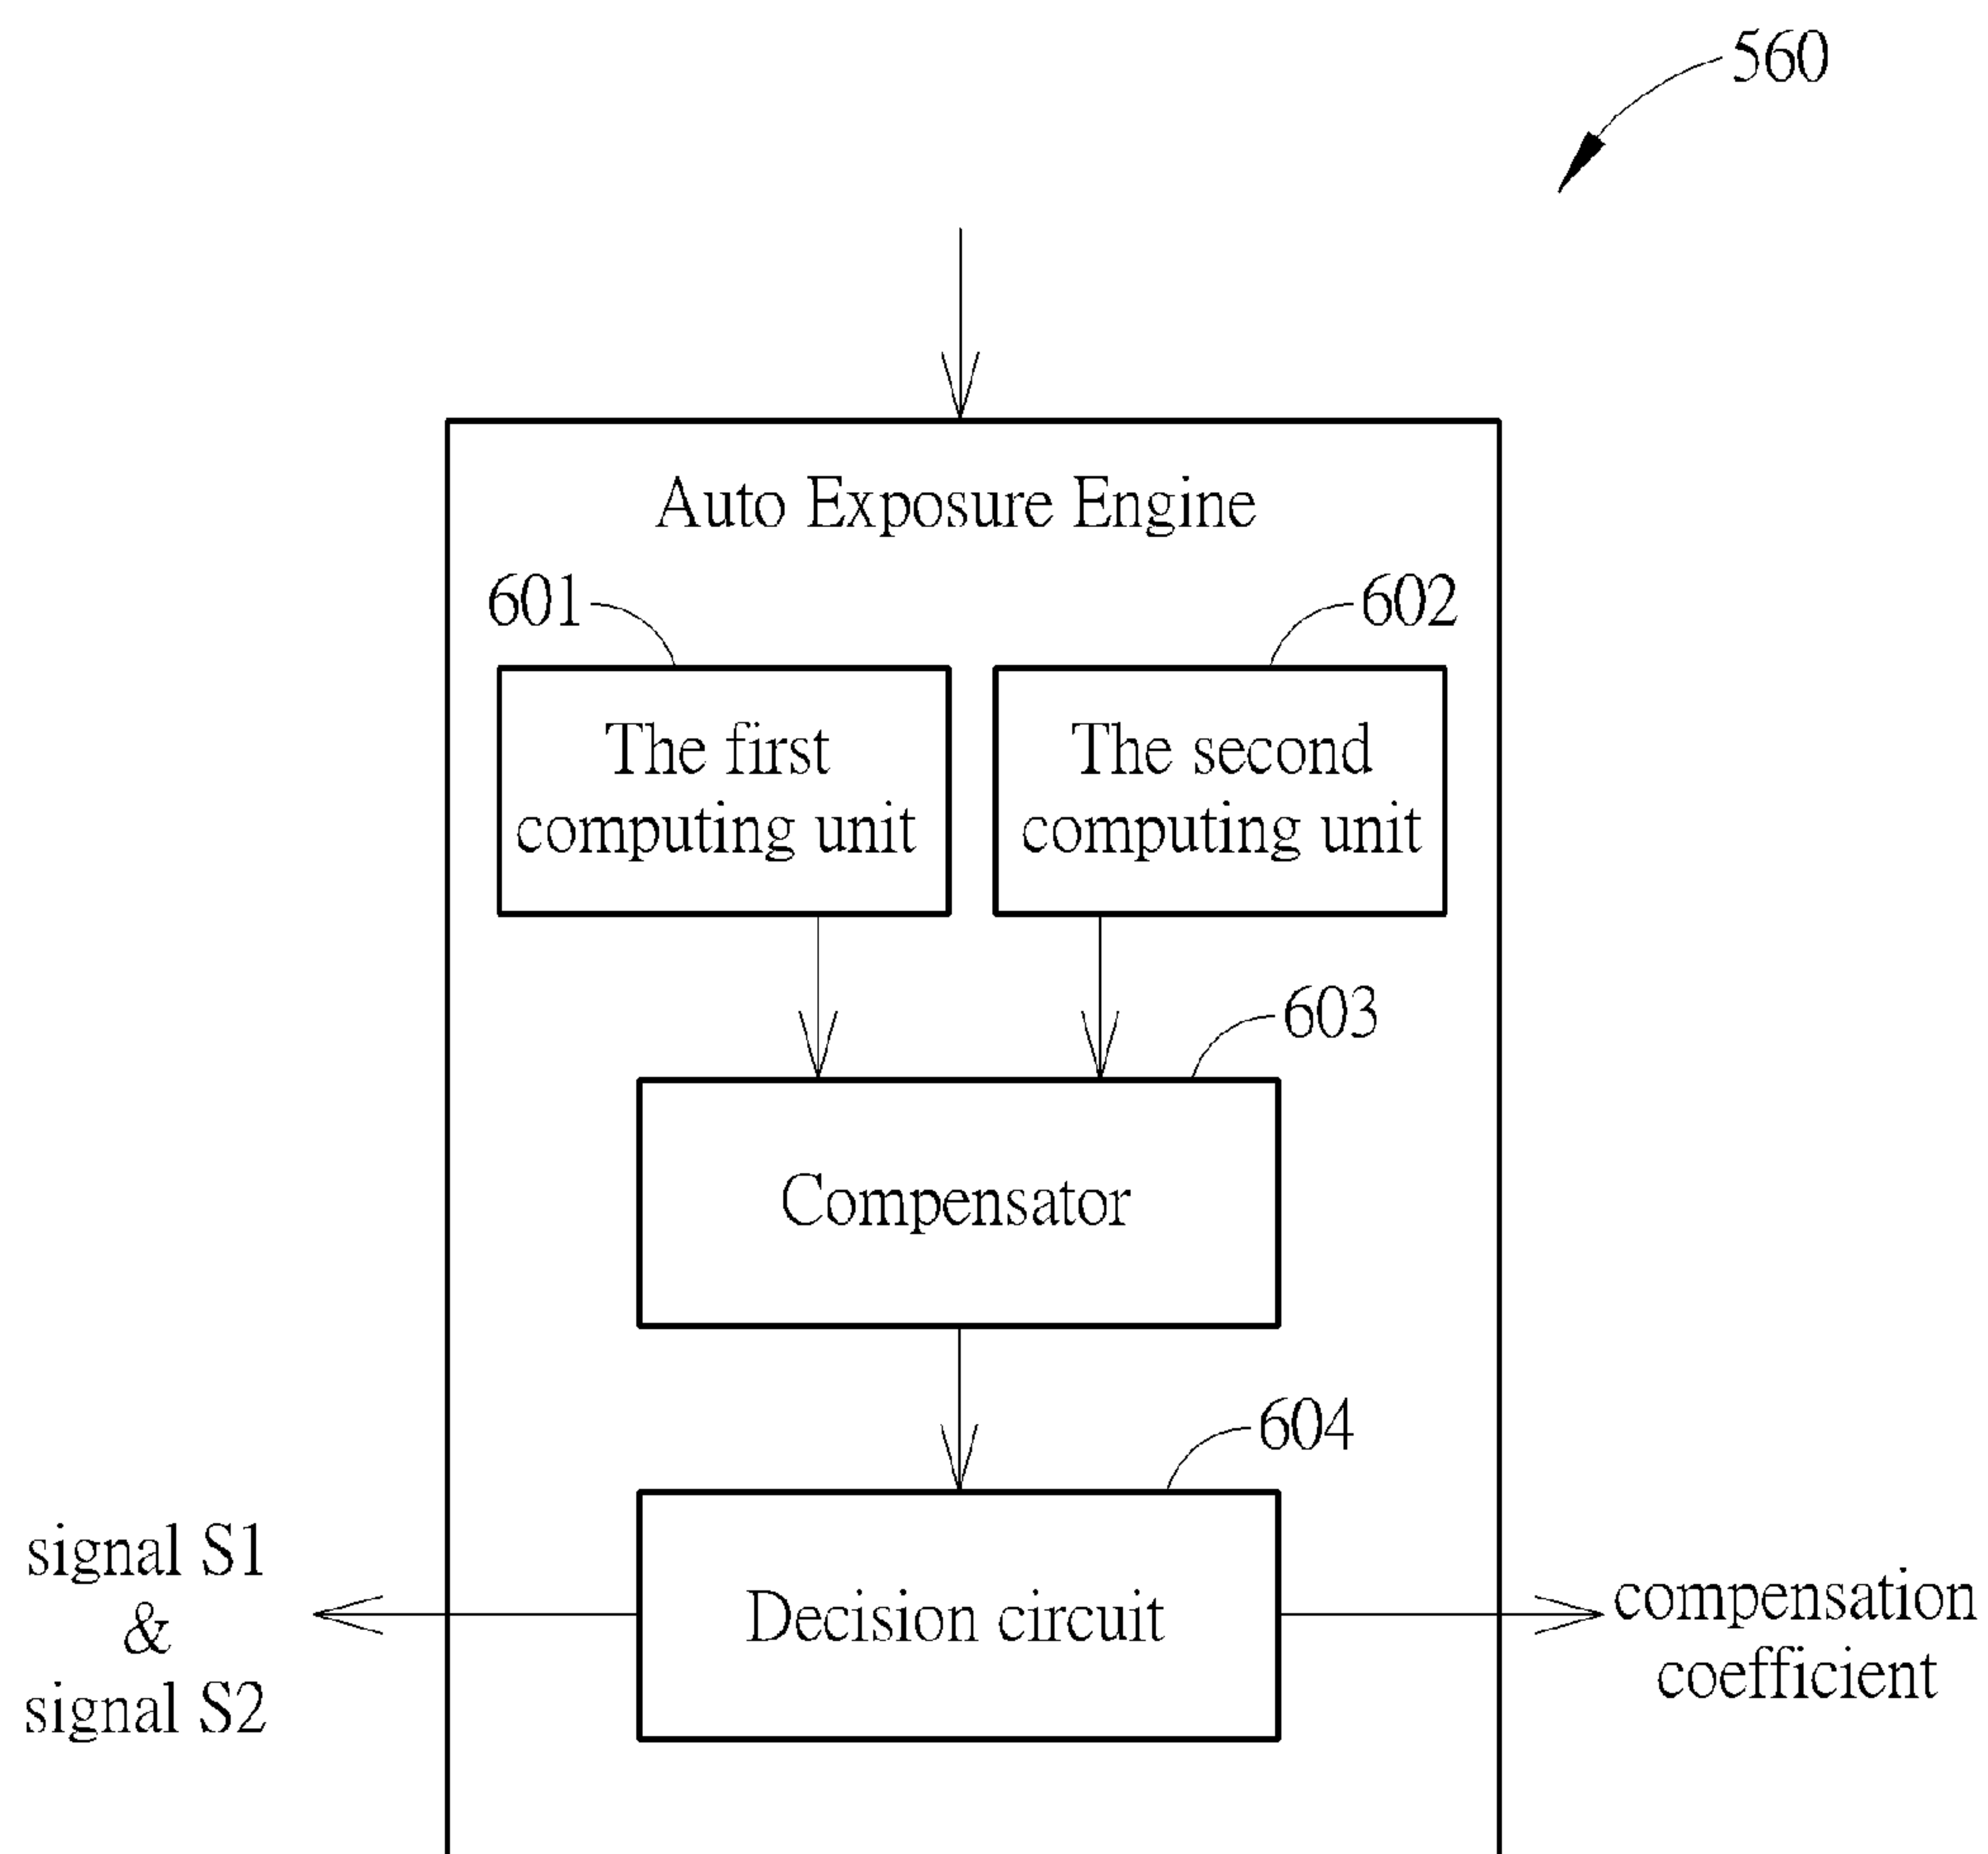 560
Auto Exposure Engine
601
602
The first
computing unit
The second
computing unit
603
Compensator
604
Decision circuit
signal S1
&
signal S2
compensation
coefficient